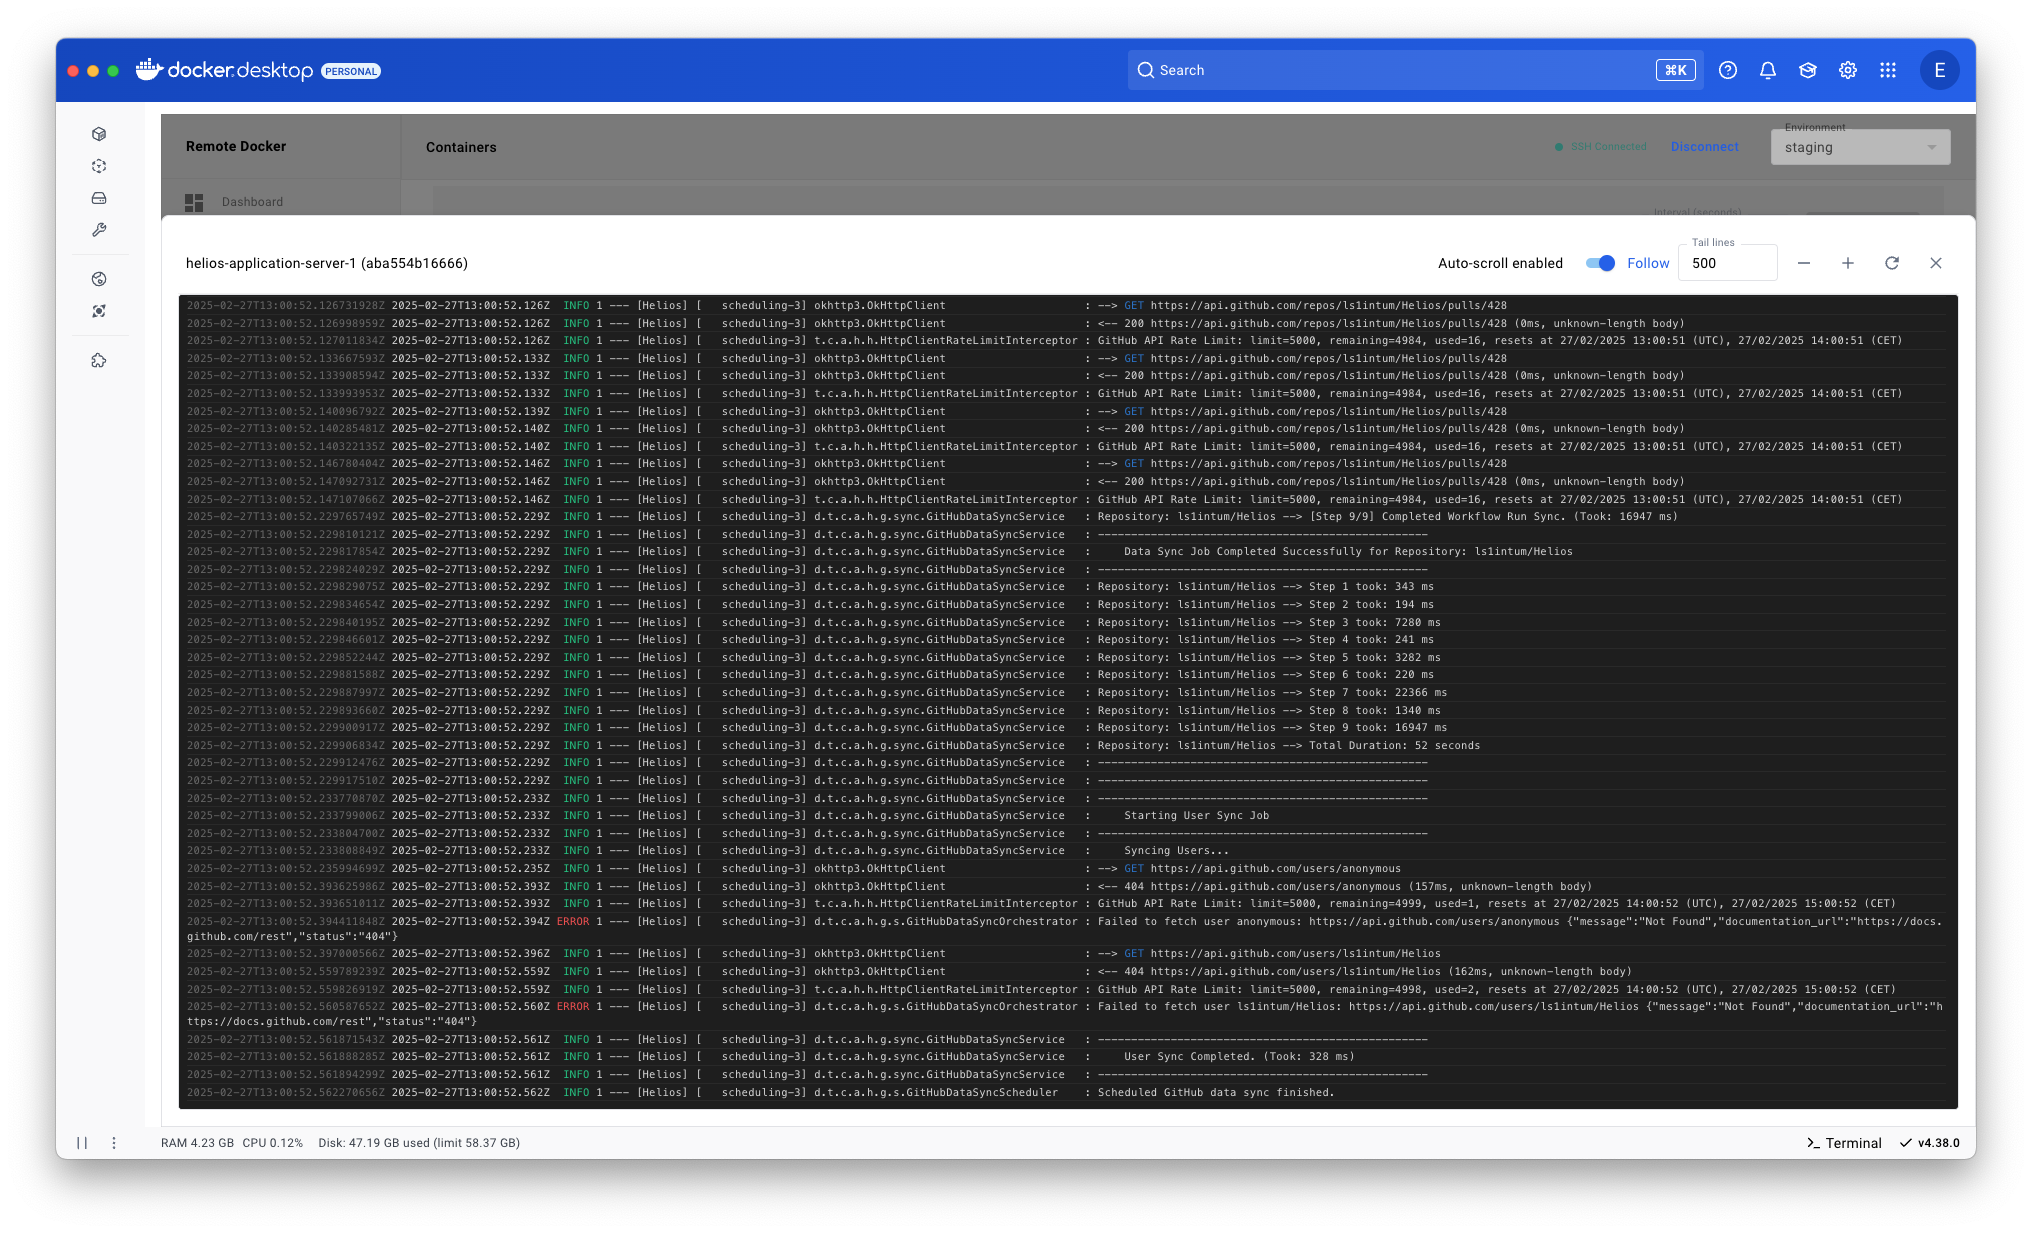 docker desktop PERSONAL
Search ⌘K E
Remote Docker
Containers
SSH Connected
Disconnect
Environment
staging
Dashboard
Interval (seconds)
helios-application-server-1 (aba554b16666)
Auto-scroll enabled
Follow
Tail lines
500
2025-02-27T13:00:52.126731928Z 2025-02-27T13:00:52.126Z  INFO 1 --- [Helios] [   scheduling-3] okhttp3.OkHttpClient                     : --> GET https://api.github.com/repos/ls1intum/Helios/pulls/428
2025-02-27T13:00:52.126998959Z 2025-02-27T13:00:52.126Z  INFO 1 --- [Helios] [   scheduling-3] okhttp3.OkHttpClient                     : <-- 200 https://api.github.com/repos/ls1intum/Helios/pulls/428 (0ms, unknown-length body)
2025-02-27T13:00:52.127011834Z 2025-02-27T13:00:52.126Z  INFO 1 --- [Helios] [   scheduling-3] t.c.a.h.h.HttpClientRateLimitInterceptor : GitHub API Rate Limit: limit=5000, remaining=4984, used=16, resets at 27/02/2025 13:00:51 (UTC), 27/02/2025 14:00:51 (CET)
2025-02-27T13:00:52.133667593Z 2025-02-27T13:00:52.133Z  INFO 1 --- [Helios] [   scheduling-3] okhttp3.OkHttpClient                     : --> GET https://api.github.com/repos/ls1intum/Helios/pulls/428
2025-02-27T13:00:52.133908594Z 2025-02-27T13:00:52.133Z  INFO 1 --- [Helios] [   scheduling-3] okhttp3.OkHttpClient                     : <-- 200 https://api.github.com/repos/ls1intum/Helios/pulls/428 (0ms, unknown-length body)
2025-02-27T13:00:52.133993953Z 2025-02-27T13:00:52.133Z  INFO 1 --- [Helios] [   scheduling-3] t.c.a.h.h.HttpClientRateLimitInterceptor : GitHub API Rate Limit: limit=5000, remaining=4984, used=16, resets at 27/02/2025 13:00:51 (UTC), 27/02/2025 14:00:51 (CET)
2025-02-27T13:00:52.140096792Z 2025-02-27T13:00:52.139Z  INFO 1 --- [Helios] [   scheduling-3] okhttp3.OkHttpClient                     : --> GET https://api.github.com/repos/ls1intum/Helios/pulls/428
2025-02-27T13:00:52.140285481Z 2025-02-27T13:00:52.140Z  INFO 1 --- [Helios] [   scheduling-3] okhttp3.OkHttpClient                     : <-- 200 https://api.github.com/repos/ls1intum/Helios/pulls/428 (0ms, unknown-length body)
2025-02-27T13:00:52.140322135Z 2025-02-27T13:00:52.140Z  INFO 1 --- [Helios] [   scheduling-3] t.c.a.h.h.HttpClientRateLimitInterceptor : GitHub API Rate Limit: limit=5000, remaining=4984, used=16, resets at 27/02/2025 13:00:51 (UTC), 27/02/2025 14:00:51 (CET)
2025-02-27T13:00:52.146780404Z 2025-02-27T13:00:52.146Z  INFO 1 --- [Helios] [   scheduling-3] okhttp3.OkHttpClient                     : --> GET https://api.github.com/repos/ls1intum/Helios/pulls/428
2025-02-27T13:00:52.147092731Z 2025-02-27T13:00:52.146Z  INFO 1 --- [Helios] [   scheduling-3] okhttp3.OkHttpClient                     : <-- 200 https://api.github.com/repos/ls1intum/Helios/pulls/428 (0ms, unknown-length body)
2025-02-27T13:00:52.147107066Z 2025-02-27T13:00:52.146Z  INFO 1 --- [Helios] [   scheduling-3] t.c.a.h.h.HttpClientRateLimitInterceptor : GitHub API Rate Limit: limit=5000, remaining=4984, used=16, resets at 27/02/2025 13:00:51 (UTC), 27/02/2025 14:00:51 (CET)
2025-02-27T13:00:52.229765749Z 2025-02-27T13:00:52.229Z  INFO 1 --- [Helios] [   scheduling-3] d.t.c.a.h.g.sync.GitHubDataSyncService   : Repository: ls1intum/Helios --> [Step 9/9] Completed Workflow Run Sync. (Took: 16947 ms)
2025-02-27T13:00:52.229810121Z 2025-02-27T13:00:52.229Z  INFO 1 --- [Helios] [   scheduling-3] d.t.c.a.h.g.sync.GitHubDataSyncService   : --------------------------------------------------
2025-02-27T13:00:52.229817854Z 2025-02-27T13:00:52.229Z  INFO 1 --- [Helios] [   scheduling-3] d.t.c.a.h.g.sync.GitHubDataSyncService   :     Data Sync Job Completed Successfully for Repository: ls1intum/Helios
2025-02-27T13:00:52.229824029Z 2025-02-27T13:00:52.229Z  INFO 1 --- [Helios] [   scheduling-3] d.t.c.a.h.g.sync.GitHubDataSyncService   : --------------------------------------------------
2025-02-27T13:00:52.229829075Z 2025-02-27T13:00:52.229Z  INFO 1 --- [Helios] [   scheduling-3] d.t.c.a.h.g.sync.GitHubDataSyncService   : Repository: ls1intum/Helios --> Step 1 took: 343 ms
2025-02-27T13:00:52.229834654Z 2025-02-27T13:00:52.229Z  INFO 1 --- [Helios] [   scheduling-3] d.t.c.a.h.g.sync.GitHubDataSyncService   : Repository: ls1intum/Helios --> Step 2 took: 194 ms
2025-02-27T13:00:52.229840195Z 2025-02-27T13:00:52.229Z  INFO 1 --- [Helios] [   scheduling-3] d.t.c.a.h.g.sync.GitHubDataSyncService   : Repository: ls1intum/Helios --> Step 3 took: 7280 ms
2025-02-27T13:00:52.229846601Z 2025-02-27T13:00:52.229Z  INFO 1 --- [Helios] [   scheduling-3] d.t.c.a.h.g.sync.GitHubDataSyncService   : Repository: ls1intum/Helios --> Step 4 took: 241 ms
2025-02-27T13:00:52.229852244Z 2025-02-27T13:00:52.229Z  INFO 1 --- [Helios] [   scheduling-3] d.t.c.a.h.g.sync.GitHubDataSyncService   : Repository: ls1intum/Helios --> Step 5 took: 3282 ms
2025-02-27T13:00:52.229881588Z 2025-02-27T13:00:52.229Z  INFO 1 --- [Helios] [   scheduling-3] d.t.c.a.h.g.sync.GitHubDataSyncService   : Repository: ls1intum/Helios --> Step 6 took: 220 ms
2025-02-27T13:00:52.229887997Z 2025-02-27T13:00:52.229Z  INFO 1 --- [Helios] [   scheduling-3] d.t.c.a.h.g.sync.GitHubDataSyncService   : Repository: ls1intum/Helios --> Step 7 took: 22366 ms
2025-02-27T13:00:52.229893660Z 2025-02-27T13:00:52.229Z  INFO 1 --- [Helios] [   scheduling-3] d.t.c.a.h.g.sync.GitHubDataSyncService   : Repository: ls1intum/Helios --> Step 8 took: 1340 ms
2025-02-27T13:00:52.229900917Z 2025-02-27T13:00:52.229Z  INFO 1 --- [Helios] [   scheduling-3] d.t.c.a.h.g.sync.GitHubDataSyncService   : Repository: ls1intum/Helios --> Step 9 took: 16947 ms
2025-02-27T13:00:52.229906834Z 2025-02-27T13:00:52.229Z  INFO 1 --- [Helios] [   scheduling-3] d.t.c.a.h.g.sync.GitHubDataSyncService   : Repository: ls1intum/Helios --> Total Duration: 52 seconds
2025-02-27T13:00:52.229912476Z 2025-02-27T13:00:52.229Z  INFO 1 --- [Helios] [   scheduling-3] d.t.c.a.h.g.sync.GitHubDataSyncService   : --------------------------------------------------
2025-02-27T13:00:52.229917510Z 2025-02-27T13:00:52.229Z  INFO 1 --- [Helios] [   scheduling-3] d.t.c.a.h.g.sync.GitHubDataSyncService   : --------------------------------------------------
2025-02-27T13:00:52.233770870Z 2025-02-27T13:00:52.233Z  INFO 1 --- [Helios] [   scheduling-3] d.t.c.a.h.g.sync.GitHubDataSyncService   : --------------------------------------------------
2025-02-27T13:00:52.233799006Z 2025-02-27T13:00:52.233Z  INFO 1 --- [Helios] [   scheduling-3] d.t.c.a.h.g.sync.GitHubDataSyncService   :     Starting User Sync Job
2025-02-27T13:00:52.233804700Z 2025-02-27T13:00:52.233Z  INFO 1 --- [Helios] [   scheduling-3] d.t.c.a.h.g.sync.GitHubDataSyncService   : --------------------------------------------------
2025-02-27T13:00:52.233808849Z 2025-02-27T13:00:52.233Z  INFO 1 --- [Helios] [   scheduling-3] d.t.c.a.h.g.sync.GitHubDataSyncService   :     Syncing Users...
2025-02-27T13:00:52.235994699Z 2025-02-27T13:00:52.235Z  INFO 1 --- [Helios] [   scheduling-3] okhttp3.OkHttpClient                     : --> GET https://api.github.com/users/anonymous
2025-02-27T13:00:52.393625986Z 2025-02-27T13:00:52.393Z  INFO 1 --- [Helios] [   scheduling-3] okhttp3.OkHttpClient                     : <-- 404 https://api.github.com/users/anonymous (157ms, unknown-length body)
2025-02-27T13:00:52.393651011Z 2025-02-27T13:00:52.393Z  INFO 1 --- [Helios] [   scheduling-3] t.c.a.h.h.HttpClientRateLimitInterceptor : GitHub API Rate Limit: limit=5000, remaining=4999, used=1, resets at 27/02/2025 14:00:52 (UTC), 27/02/2025 15:00:52 (CET)
2025-02-27T13:00:52.394411848Z 2025-02-27T13:00:52.394Z ERROR 1 --- [Helios] [   scheduling-3] d.t.c.a.h.g.s.GitHubDataSyncOrchestrator : Failed to fetch user anonymous: https://api.github.com/users/anonymous {"message":"Not Found","documentation_url":"https://docs.
github.com/rest","status":"404"}
2025-02-27T13:00:52.397000566Z 2025-02-27T13:00:52.396Z  INFO 1 --- [Helios] [   scheduling-3] okhttp3.OkHttpClient                     : --> GET https://api.github.com/users/ls1intum/Helios
2025-02-27T13:00:52.559789239Z 2025-02-27T13:00:52.559Z  INFO 1 --- [Helios] [   scheduling-3] okhttp3.OkHttpClient                     : <-- 404 https://api.github.com/users/ls1intum/Helios (162ms, unknown-length body)
2025-02-27T13:00:52.559826919Z 2025-02-27T13:00:52.559Z  INFO 1 --- [Helios] [   scheduling-3] t.c.a.h.h.HttpClientRateLimitInterceptor : GitHub API Rate Limit: limit=5000, remaining=4998, used=2, resets at 27/02/2025 14:00:52 (UTC), 27/02/2025 15:00:52 (CET)
2025-02-27T13:00:52.560587652Z 2025-02-27T13:00:52.560Z ERROR 1 --- [Helios] [   scheduling-3] d.t.c.a.h.g.s.GitHubDataSyncOrchestrator : Failed to fetch user ls1intum/Helios: https://api.github.com/users/ls1intum/Helios {"message":"Not Found","documentation_url":"h
ttps://docs.github.com/rest","status":"404"}
2025-02-27T13:00:52.561871543Z 2025-02-27T13:00:52.561Z  INFO 1 --- [Helios] [   scheduling-3] d.t.c.a.h.g.sync.GitHubDataSyncService   : --------------------------------------------------
2025-02-27T13:00:52.561888285Z 2025-02-27T13:00:52.561Z  INFO 1 --- [Helios] [   scheduling-3] d.t.c.a.h.g.sync.GitHubDataSyncService   :     User Sync Completed. (Took: 328 ms)
2025-02-27T13:00:52.561894299Z 2025-02-27T13:00:52.561Z  INFO 1 --- [Helios] [   scheduling-3] d.t.c.a.h.g.sync.GitHubDataSyncService   : --------------------------------------------------
2025-02-27T13:00:52.562270656Z 2025-02-27T13:00:52.562Z  INFO 1 --- [Helios] [   scheduling-3] d.t.c.a.h.g.s.GitHubDataSyncScheduler    : Scheduled GitHub data sync finished.
RAM 4.23 GB CPU 0.12% Disk: 47.19 GB used (limit 58.37 GB)
Terminal
v4.38.0